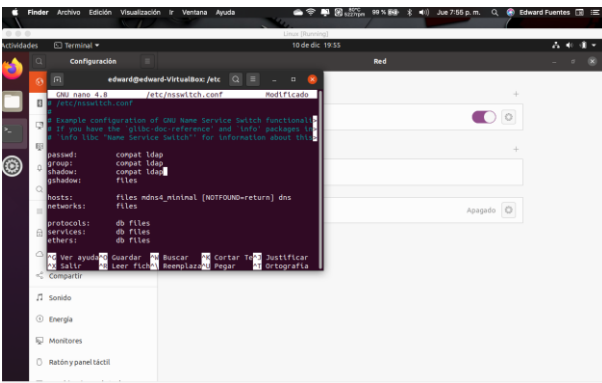 Finder Archivo Edición Visualización Ir Ventana Ayuda 99 % Jue 7:55 p. m. Edward Fuentes
Linux [Running]
Actividades Terminal 10 de dic 19:55
Configuración Red
edward@edward-VirtualBox: /etc
GNU nano 4.8 /etc/nsswitch.conf Modificado
# /etc/nsswitch.conf
#
# Example configuration of GNU Name Service Switch functionali>
# If you have the `glibc-doc-reference' and `info' packages in>
# `info libc "Name Service Switch"' for information about this>
passwd: compat ldap
group: compat ldap
shadow: compat ldap
gshadow: files
hosts: files mdns4_minimal [NOTFOUND=return] dns
networks: files
protocols: db files
services: db files
ethers: db files
^G Ver ayuda ^O Guardar ^W Buscar ^K Cortar Te ^J Justificar
^X Salir ^R Leer fich ^\ Reemplaza ^U Pegar ^T Ortografía
Apagado
Compartir
Sonido
Energía
Monitores
Ratón y panel táctil